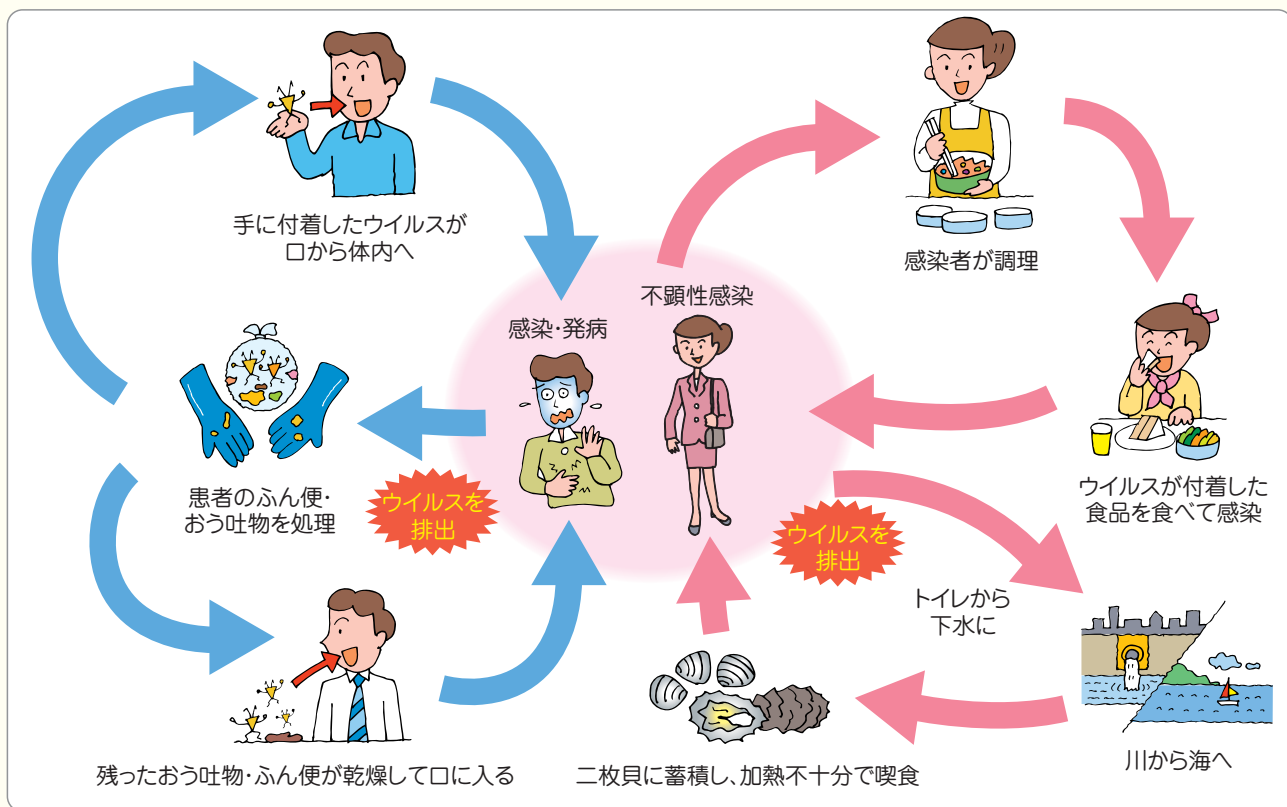 手に付着したウイルスが
口から体内へ
感染者が調理
不顕性感染
感染・発病
患者のふん便・
おう吐物を処理
ウイルスを
排出
ウイルスを
排出
ウイルスが付着した
食品を食べて感染
トイレから
下水に
残ったおう吐物・ふん便が乾燥して口に入る
二枚貝に蓄積し、加熱不十分で喫食
川から海へ